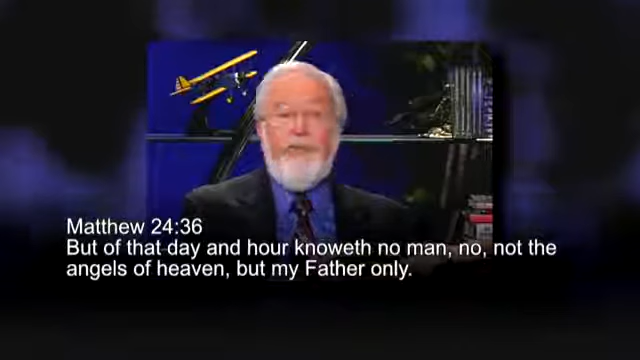 Matthew 24:36
But of that day and hour knoweth no man, no, not the
angels of heaven, but my Father only.